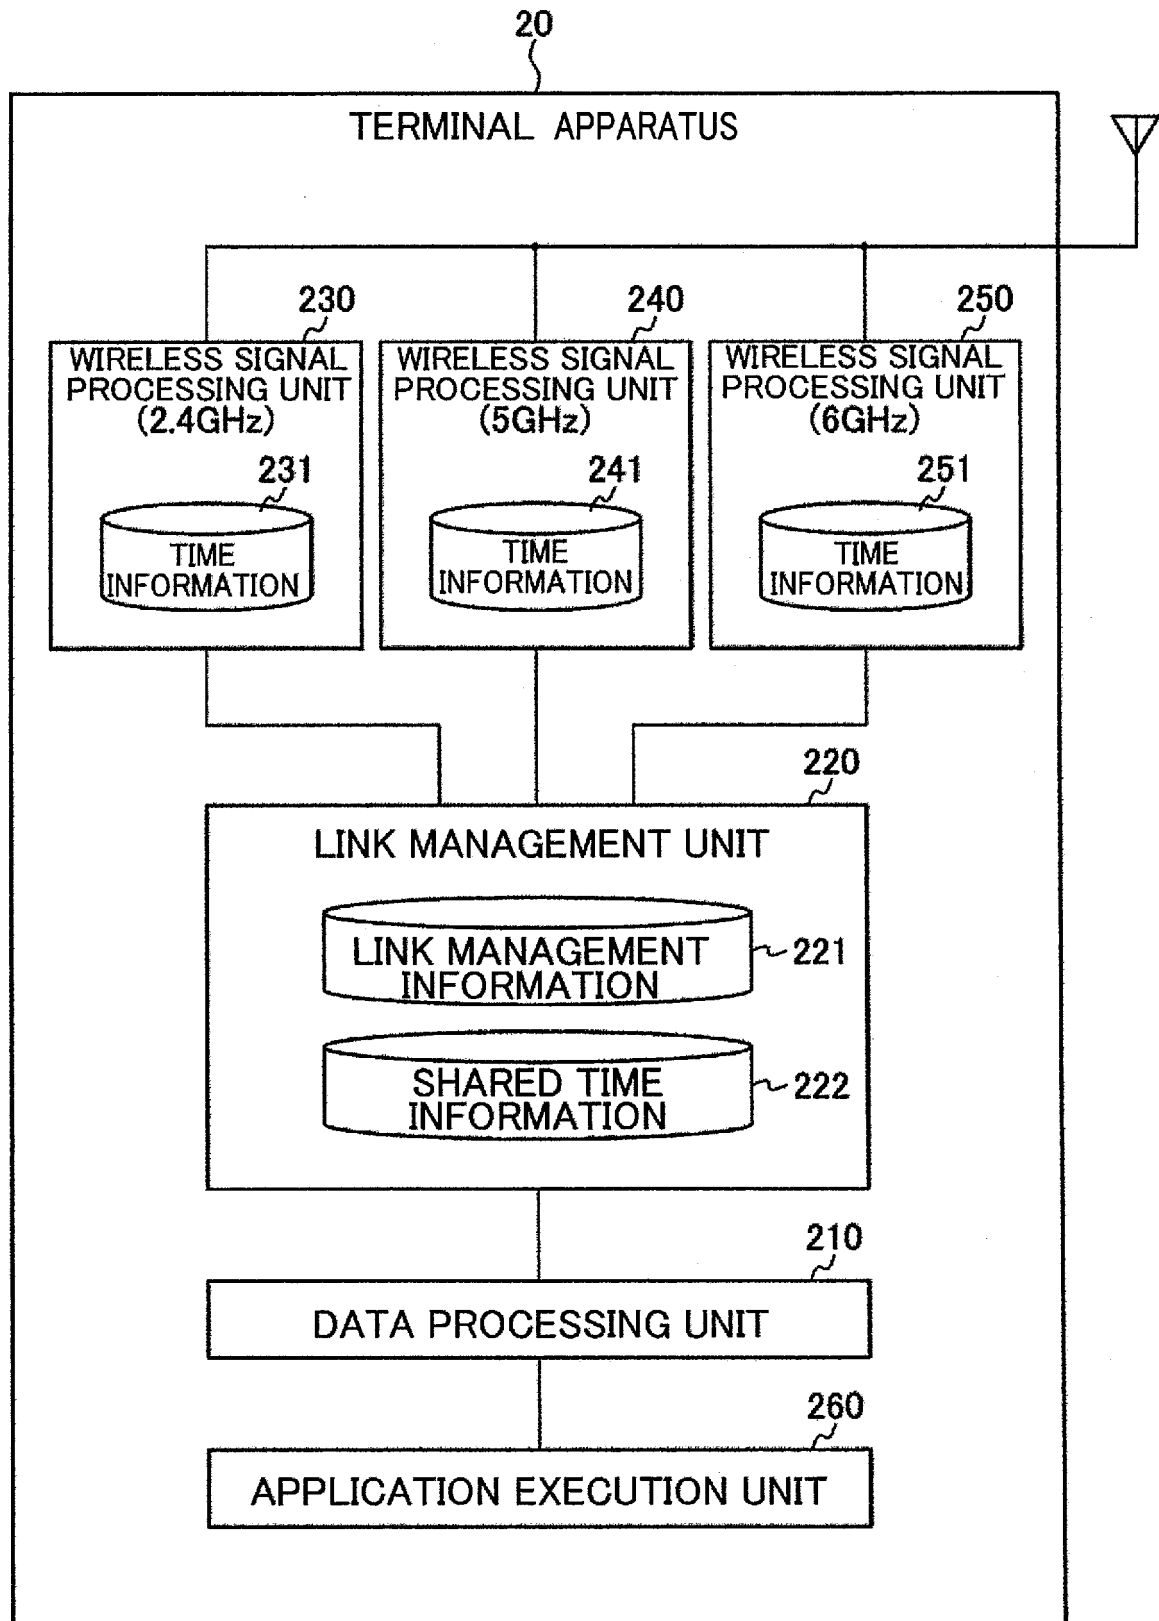 20
TERMINAL APPARATUS
230
240
250
WIRELESS SIGNAL
PROCESSING UNIT
(2.4GHz)
WIRELESS SIGNAL
PROCESSING UNIT
(5GHz)
WIRELESS SIGNAL
PROCESSING UNIT
(6GHz)
231
241
251
TIME
INFORMATION
TIME
INFORMATION
TIME
INFORMATION
220
LINK MANAGEMENT UNIT
LINK MANAGEMENT
INFORMATION
221
SHARED TIME
INFORMATION
222
210
DATA PROCESSING UNIT
260
APPLICATION EXECUTION UNIT